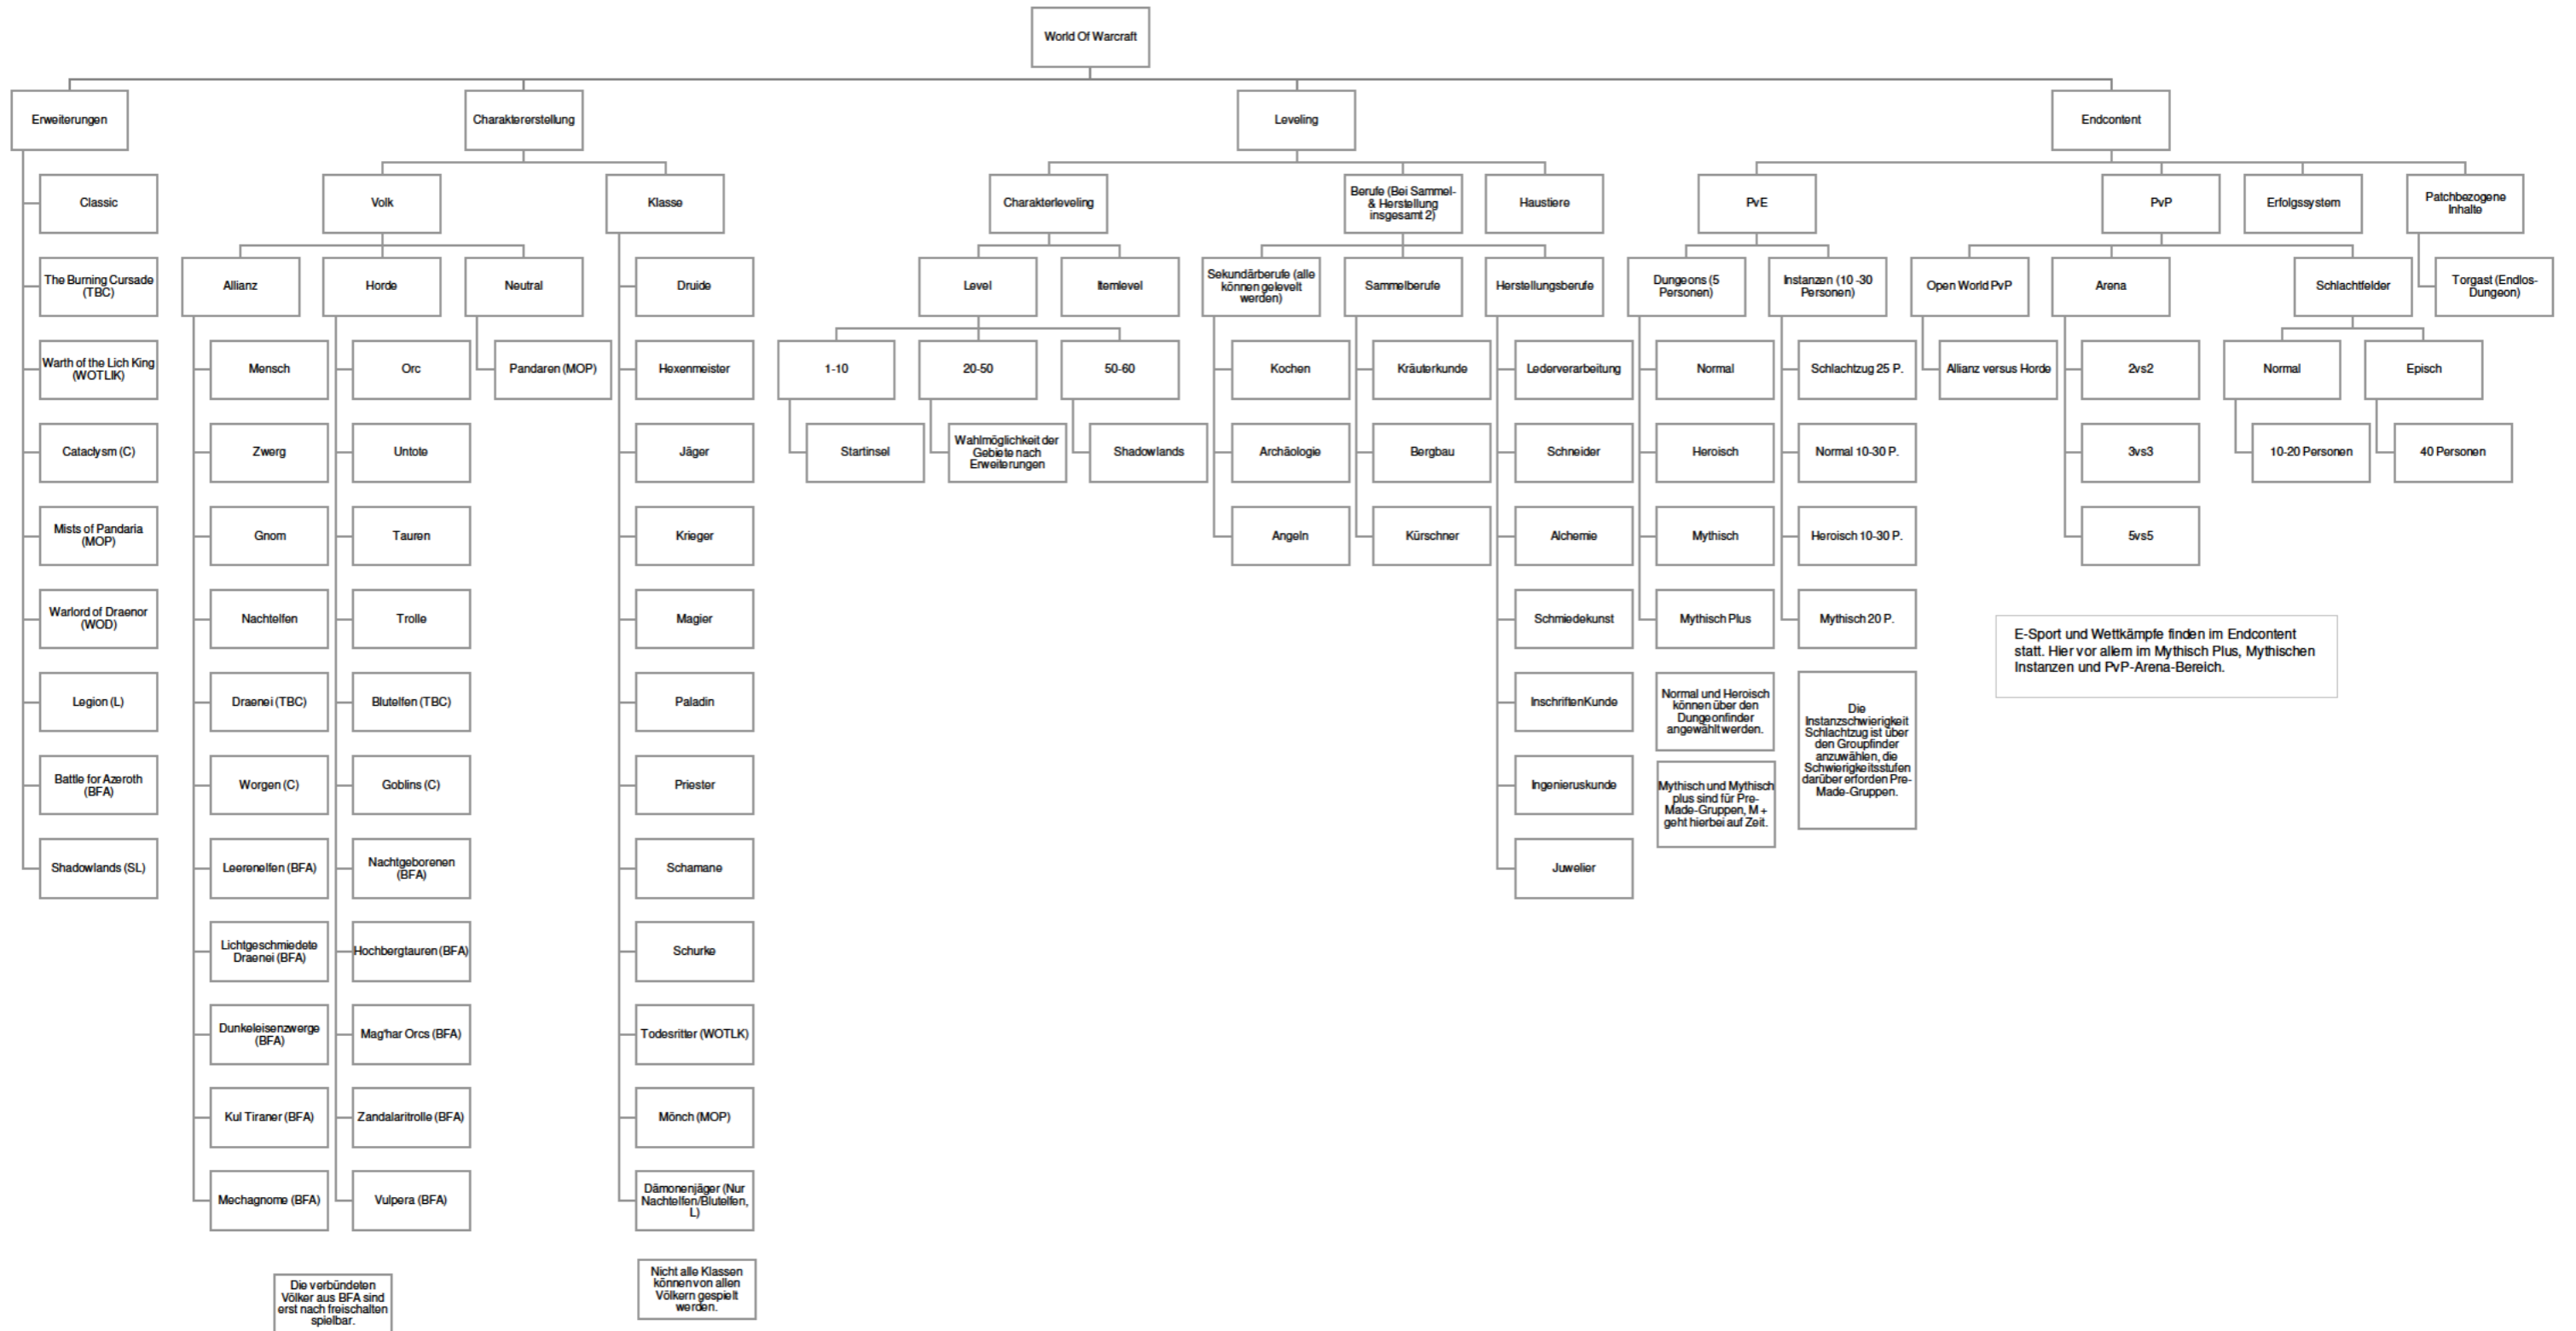 World Of Warcraft
Erweiterungen
Charaktererstellung
Leveling
Endcontent
Classic
Volk
Klasse
Charakterleveling
Berufe (Bei Sammel-
& Herstellung
insgesamt 2)
Haustiere
PvE
PvP
Erfolgssystem
Patchbezogene
Inhalte
The Burning Cursade
(TBC)
Allianz
Horde
Neutral
Druide
Level
Itemlevel
Sekundärberufe (alle
können gelevelt
werden)
Sammelberufe
Herstellungsberufe
Dungeons (5
Personen)
Instanzen (10 -30
Personen)
Open World PvP
Arena
Schlachtfelder
Torgast (Endlos-
Dungeon)
Warth of the Lich King
(WOTLIK)
Mensch
Orc
Pandaren (MOP)
Hexenmeister
1-10
20-50
50-60
Kochen
Kräuterkunde
Lederverarbeitung
Normal
Schlachtzug 25 P.
Allianz versus Horde
2vs2
Normal
Episch
Cataclysm (C)
Zwerg
Untote
Jäger
Startinsel
Wahlmöglichkeit der
Gebiete nach
Erweiterungen
Shadowlands
Archäologie
Bergbau
Schneider
Heroisch
Normal 10-30 P.
3vs3
10-20 Personen
40 Personen
Mists of Pandaria
(MOP)
Gnom
Tauren
Krieger
Angeln
Kürschner
Alchemie
Mythisch
Heroisch 10-30 P.
5vs5
Warlord of Draenor
(WOD)
Nachtelfen
Trolle
Magier
Schmiedekunst
Mythisch Plus
Mythisch 20 P.
E-Sport und Wettkämpfe finden im Endcontent
statt. Hier vor allem im Mythisch Plus, Mythischen
Instanzen und PvP-Arena-Bereich.
Legion (L)
Draenei (TBC)
Blutelfen (TBC)
Paladin
InschriftenKunde
Normal und Heroisch
können über den
Dungeonfinder
angewählt werden.
Die
Instanzschwierigkeit
Schlachtzug ist über
den Groupfinder
anzuwählen, die
Schwierigkeitsstufen
darüber erforden Pre-
Made-Gruppen.
Battle for Azeroth
(BFA)
Worgen (C)
Goblins (C)
Priester
Ingenieruskunde
Mythisch und Mythisch
plus sind für Pre-
Made-Gruppen, M +
geht hierbei auf Zeit.
Shadowlands (SL)
Leerenelfen (BFA)
Nachtgeborenen
(BFA)
Schamane
Juwelier
Lichtgeschmiedete
Draenei (BFA)
Hochbergtauren (BFA)
Schurke
Dunkeleisenzwerge
(BFA)
Mag'har Orcs (BFA)
Todesritter (WOTLK)
Kul Tiraner (BFA)
Zandalaritrolle (BFA)
Mönch (MOP)
Mechagnome (BFA)
Vulpera (BFA)
Dämonenjäger (Nur
Nachtelfen/Blutelfen,
L)
Die verbündeten
Völker aus BFA sind
erst nach freischalten
spielbar.
Nicht alle Klassen
können von allen
Völkern gespielt
werden.